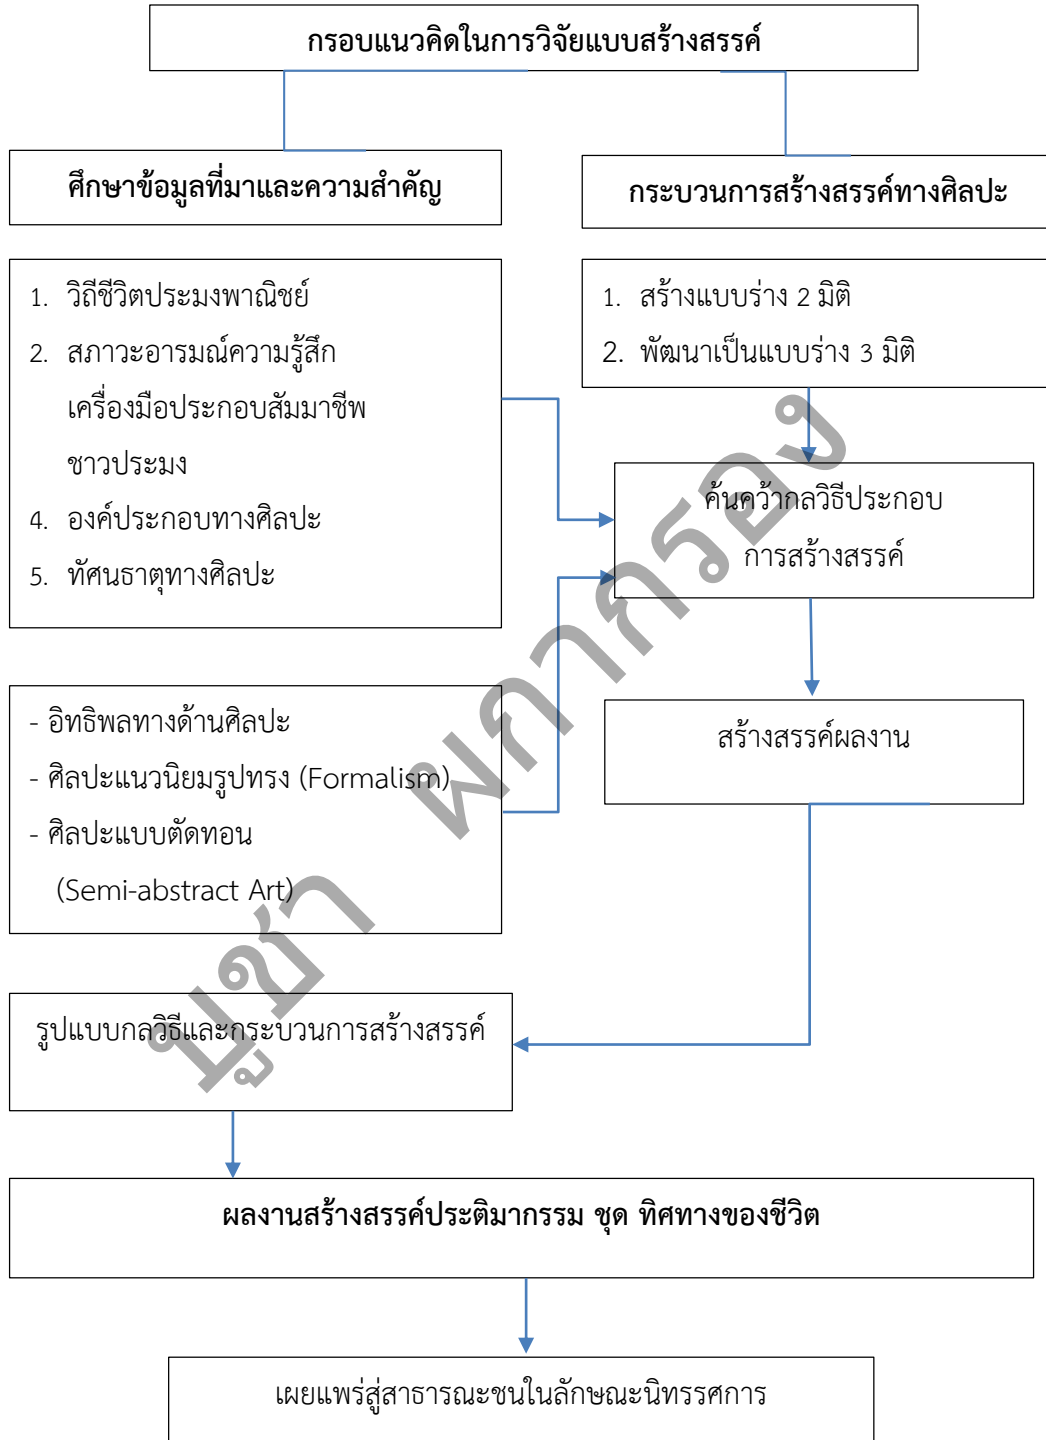 กรอบแนวคิดในการวิจัยแบบสร้างสรรค์
ศึกษาข้อมูลที่มาและความสำคัญ
กระบวนการสร้างสรรค์ทางศิลปะ
1. วิถีชีวิตประมงพาณิชย์
2. สภาวะอารมณ์ความรู้สึก
เครื่องมือประกอบสัมมาชีพ
ชาวประมง
4. องค์ประกอบทางศิลปะ
5. ทัศนธาตุทางศิลปะ
1. สร้างแบบร่าง 2 มิติ
2. พัฒนาเป็นแบบร่าง 3 มิติ
ค้นคว้ากลวิธีประกอบ
การสร้างสรรค์
- อิทธิพลทางด้านศิลปะ
- ศิลปะแนวนิยมรูปทรง (Formalism)
- ศิลปะแบบตัดทอน
(Semi-abstract Art)
สร้างสรรค์ผลงาน
รูปแบบกลวิธีและกระบวนการสร้างสรรค์
ผลงานสร้างสรรค์ประติมากรรม ชุด ทิศทางของชีวิต
เผยแพร่สู่สาธารณะชนในลักษณะนิทรรศการ
บูชา ผกากรอง